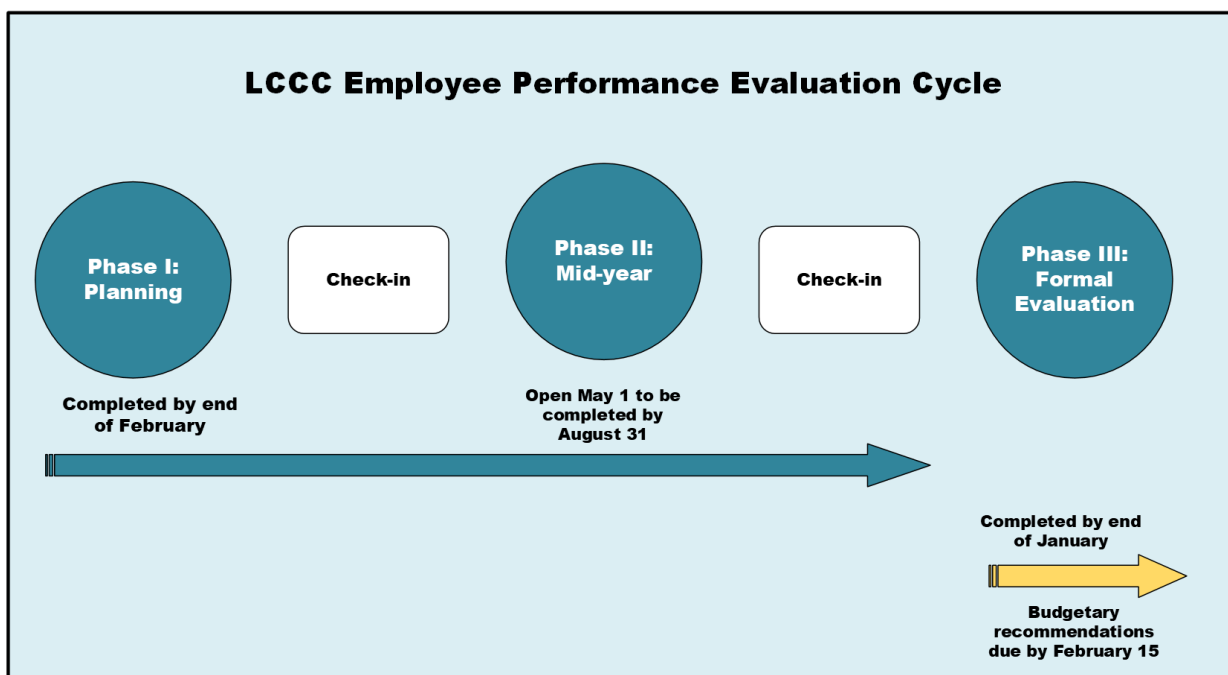 LCCC Employee Performance Evaluation Cycle
Phase I:
Planning
Check-in
Phase II:
Mid-year
Check-in
Phase III:
Formal
Evaluation
Completed by end
of February
Open May 1 to be
completed by
August 31
Completed by end
of January
Budgetary
recommendations
due by February 15